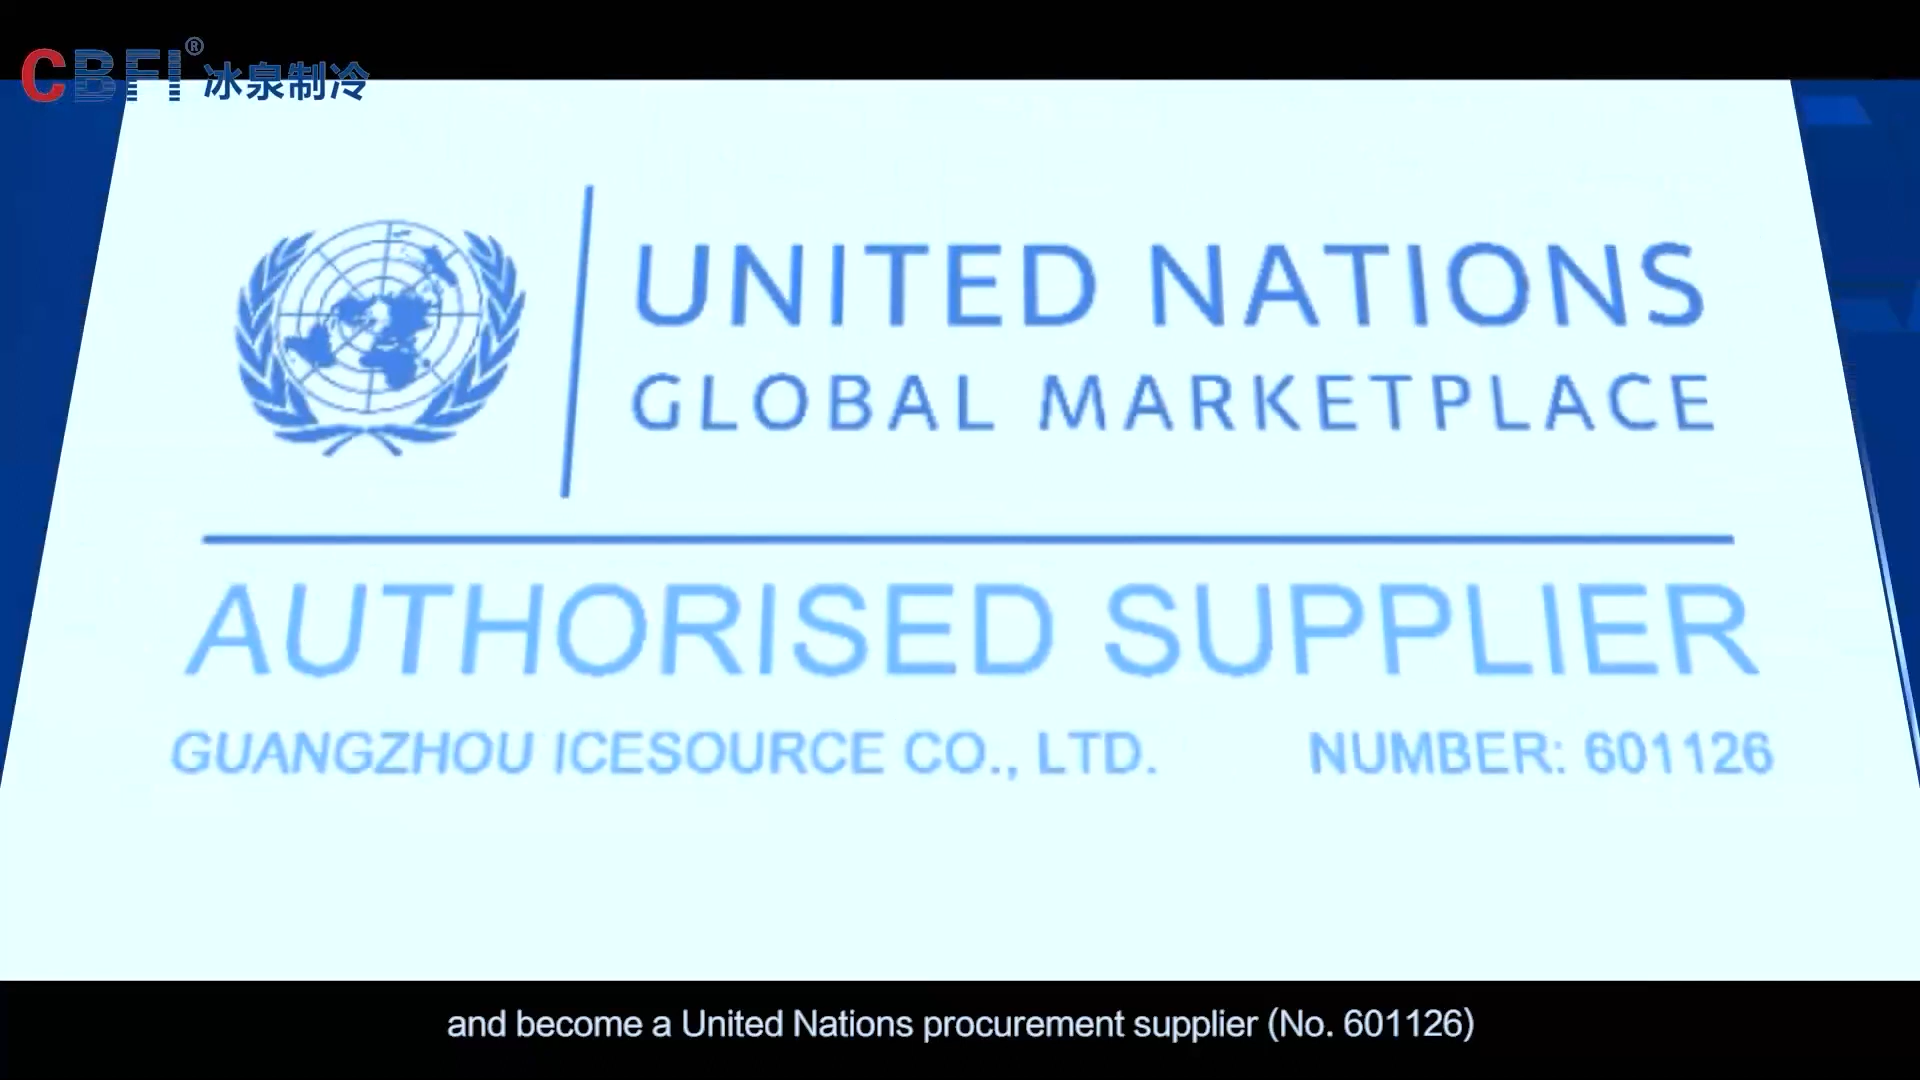 CBFI® 冰泉制冷
UNITED NATIONS
GLOBAL MARKETPLACE
AUTHORISED SUPPLIER
GUANGZHOU ICESOURCE CO., LTD. NUMBER: 601126
and become a United Nations procurement supplier (No. 601126)